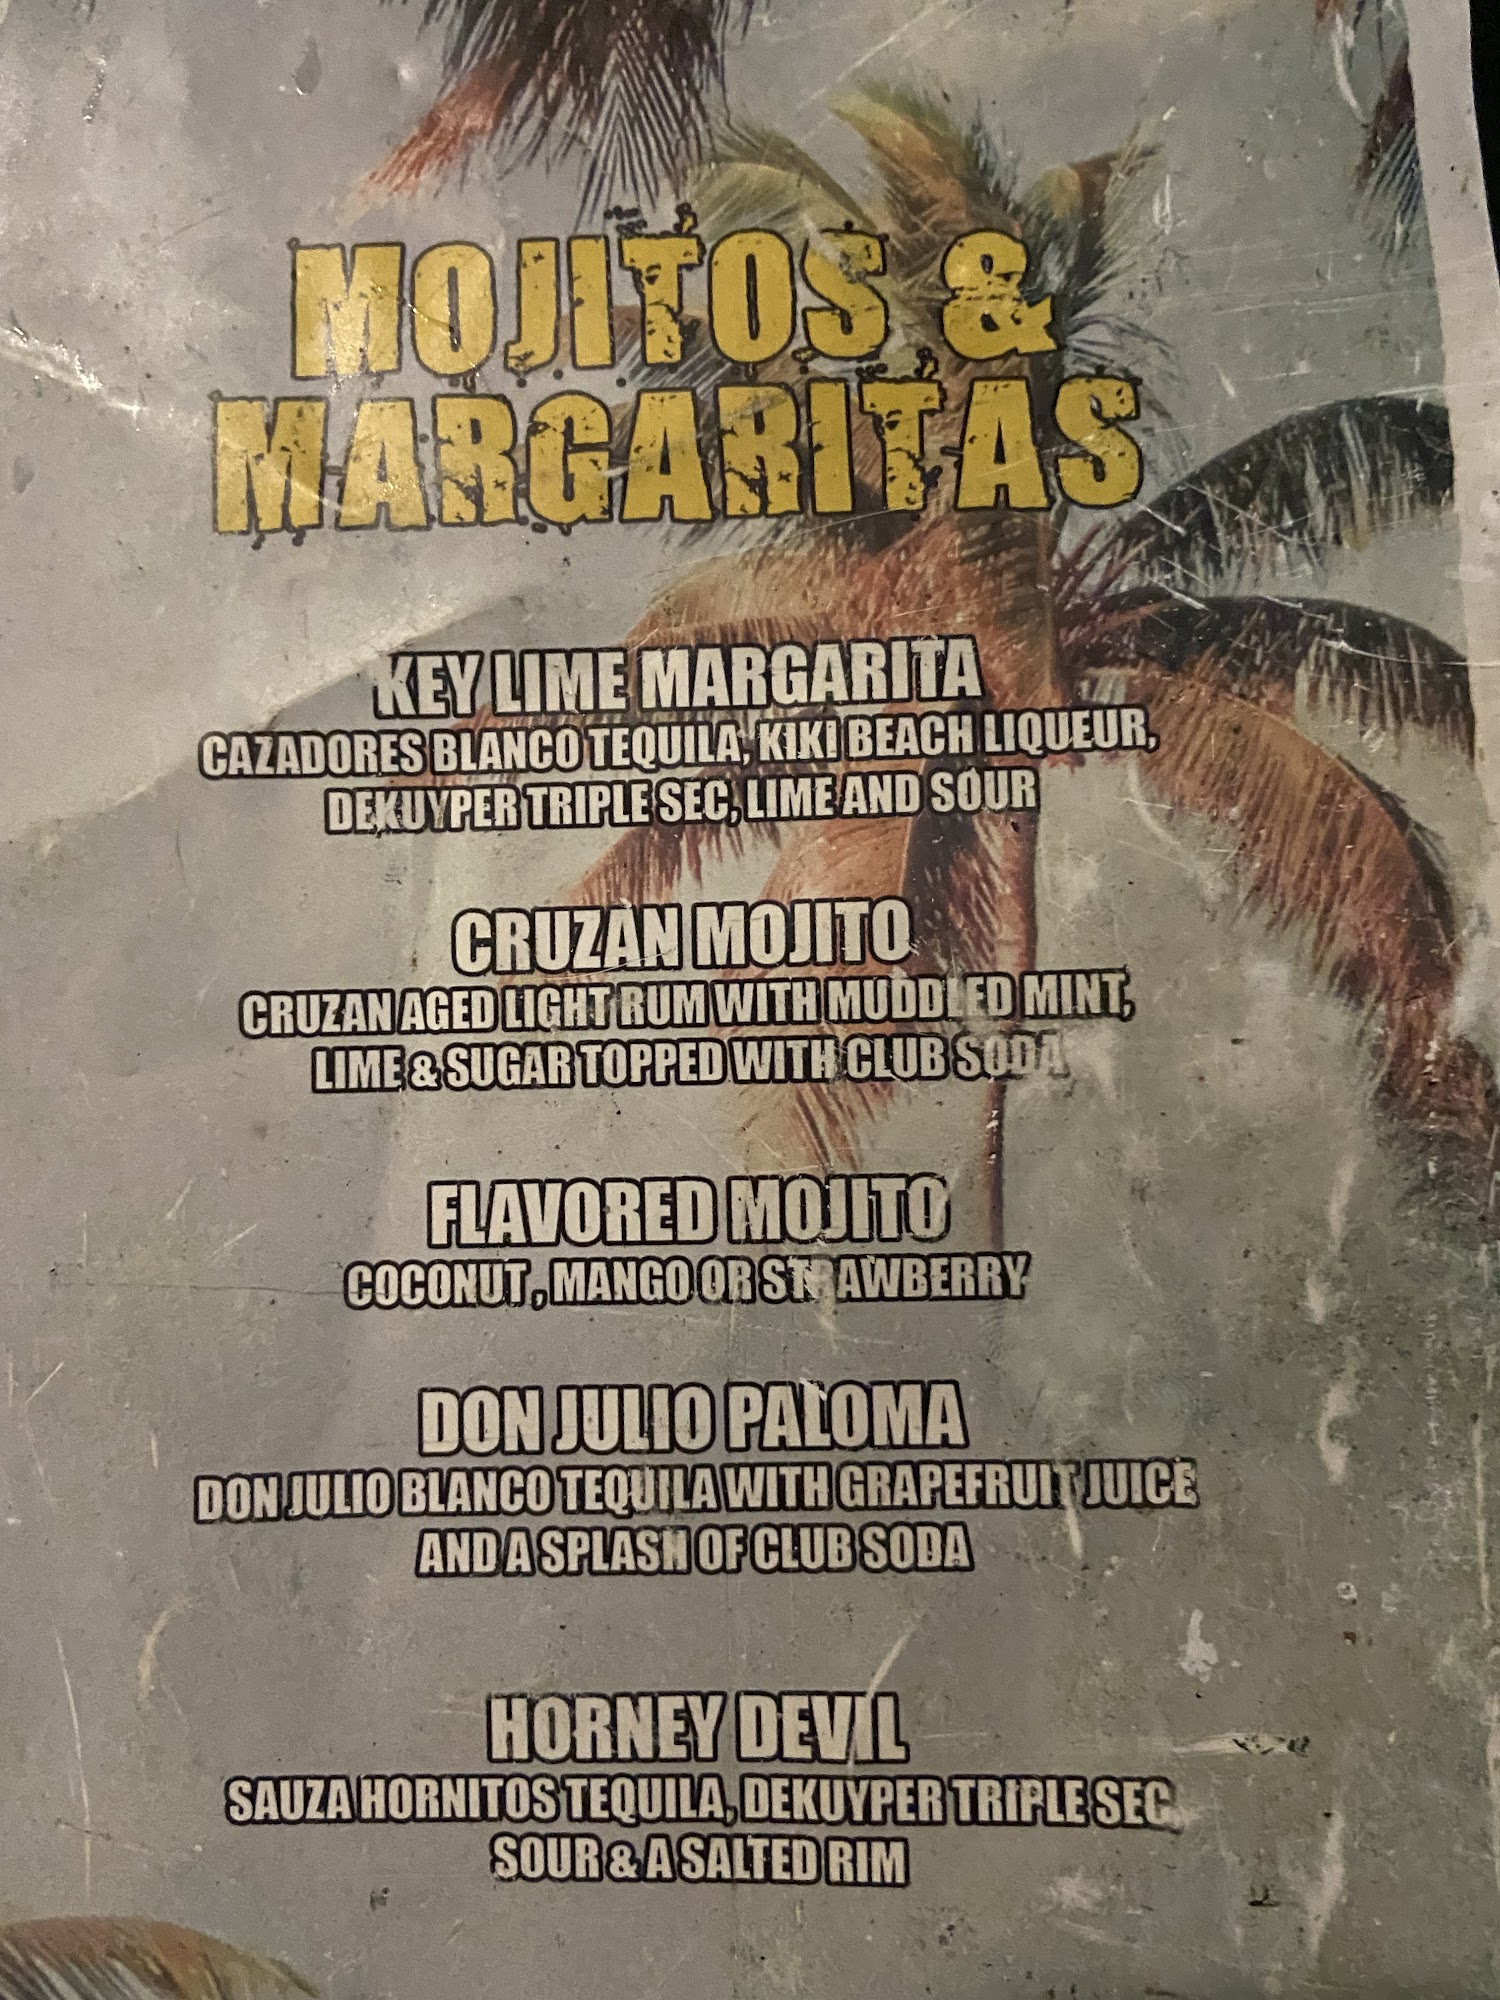 MOJITOS &
MARGARITAS
KEY LIME MARGARITA
CAZADORES BLANCO TEQUILA, KIKI BEACH LIQUEUR,
DEKUYPER TRIPLE SEC, LIME AND SOUR
CRUZAN MOJITO
CRUZAN AGED LIGHT RUM WITH MUDDLED MINT,
LIME & SUGAR TOPPED WITH CLUB SODA
FLAVORED MOJITO
COCONUT, MANGO OR STRAWBERRY
DON JULIO PALOMA
DON JULIO BLANCO TEQUILA WITH GRAPEFRUIT JUICE
AND A SPLASH OF CLUB SODA
HORNEY DEVIL
SAUZA HORNITOS TEQUILA, DEKUYPER TRIPLE SEC,
SOUR & A SALTED RIM